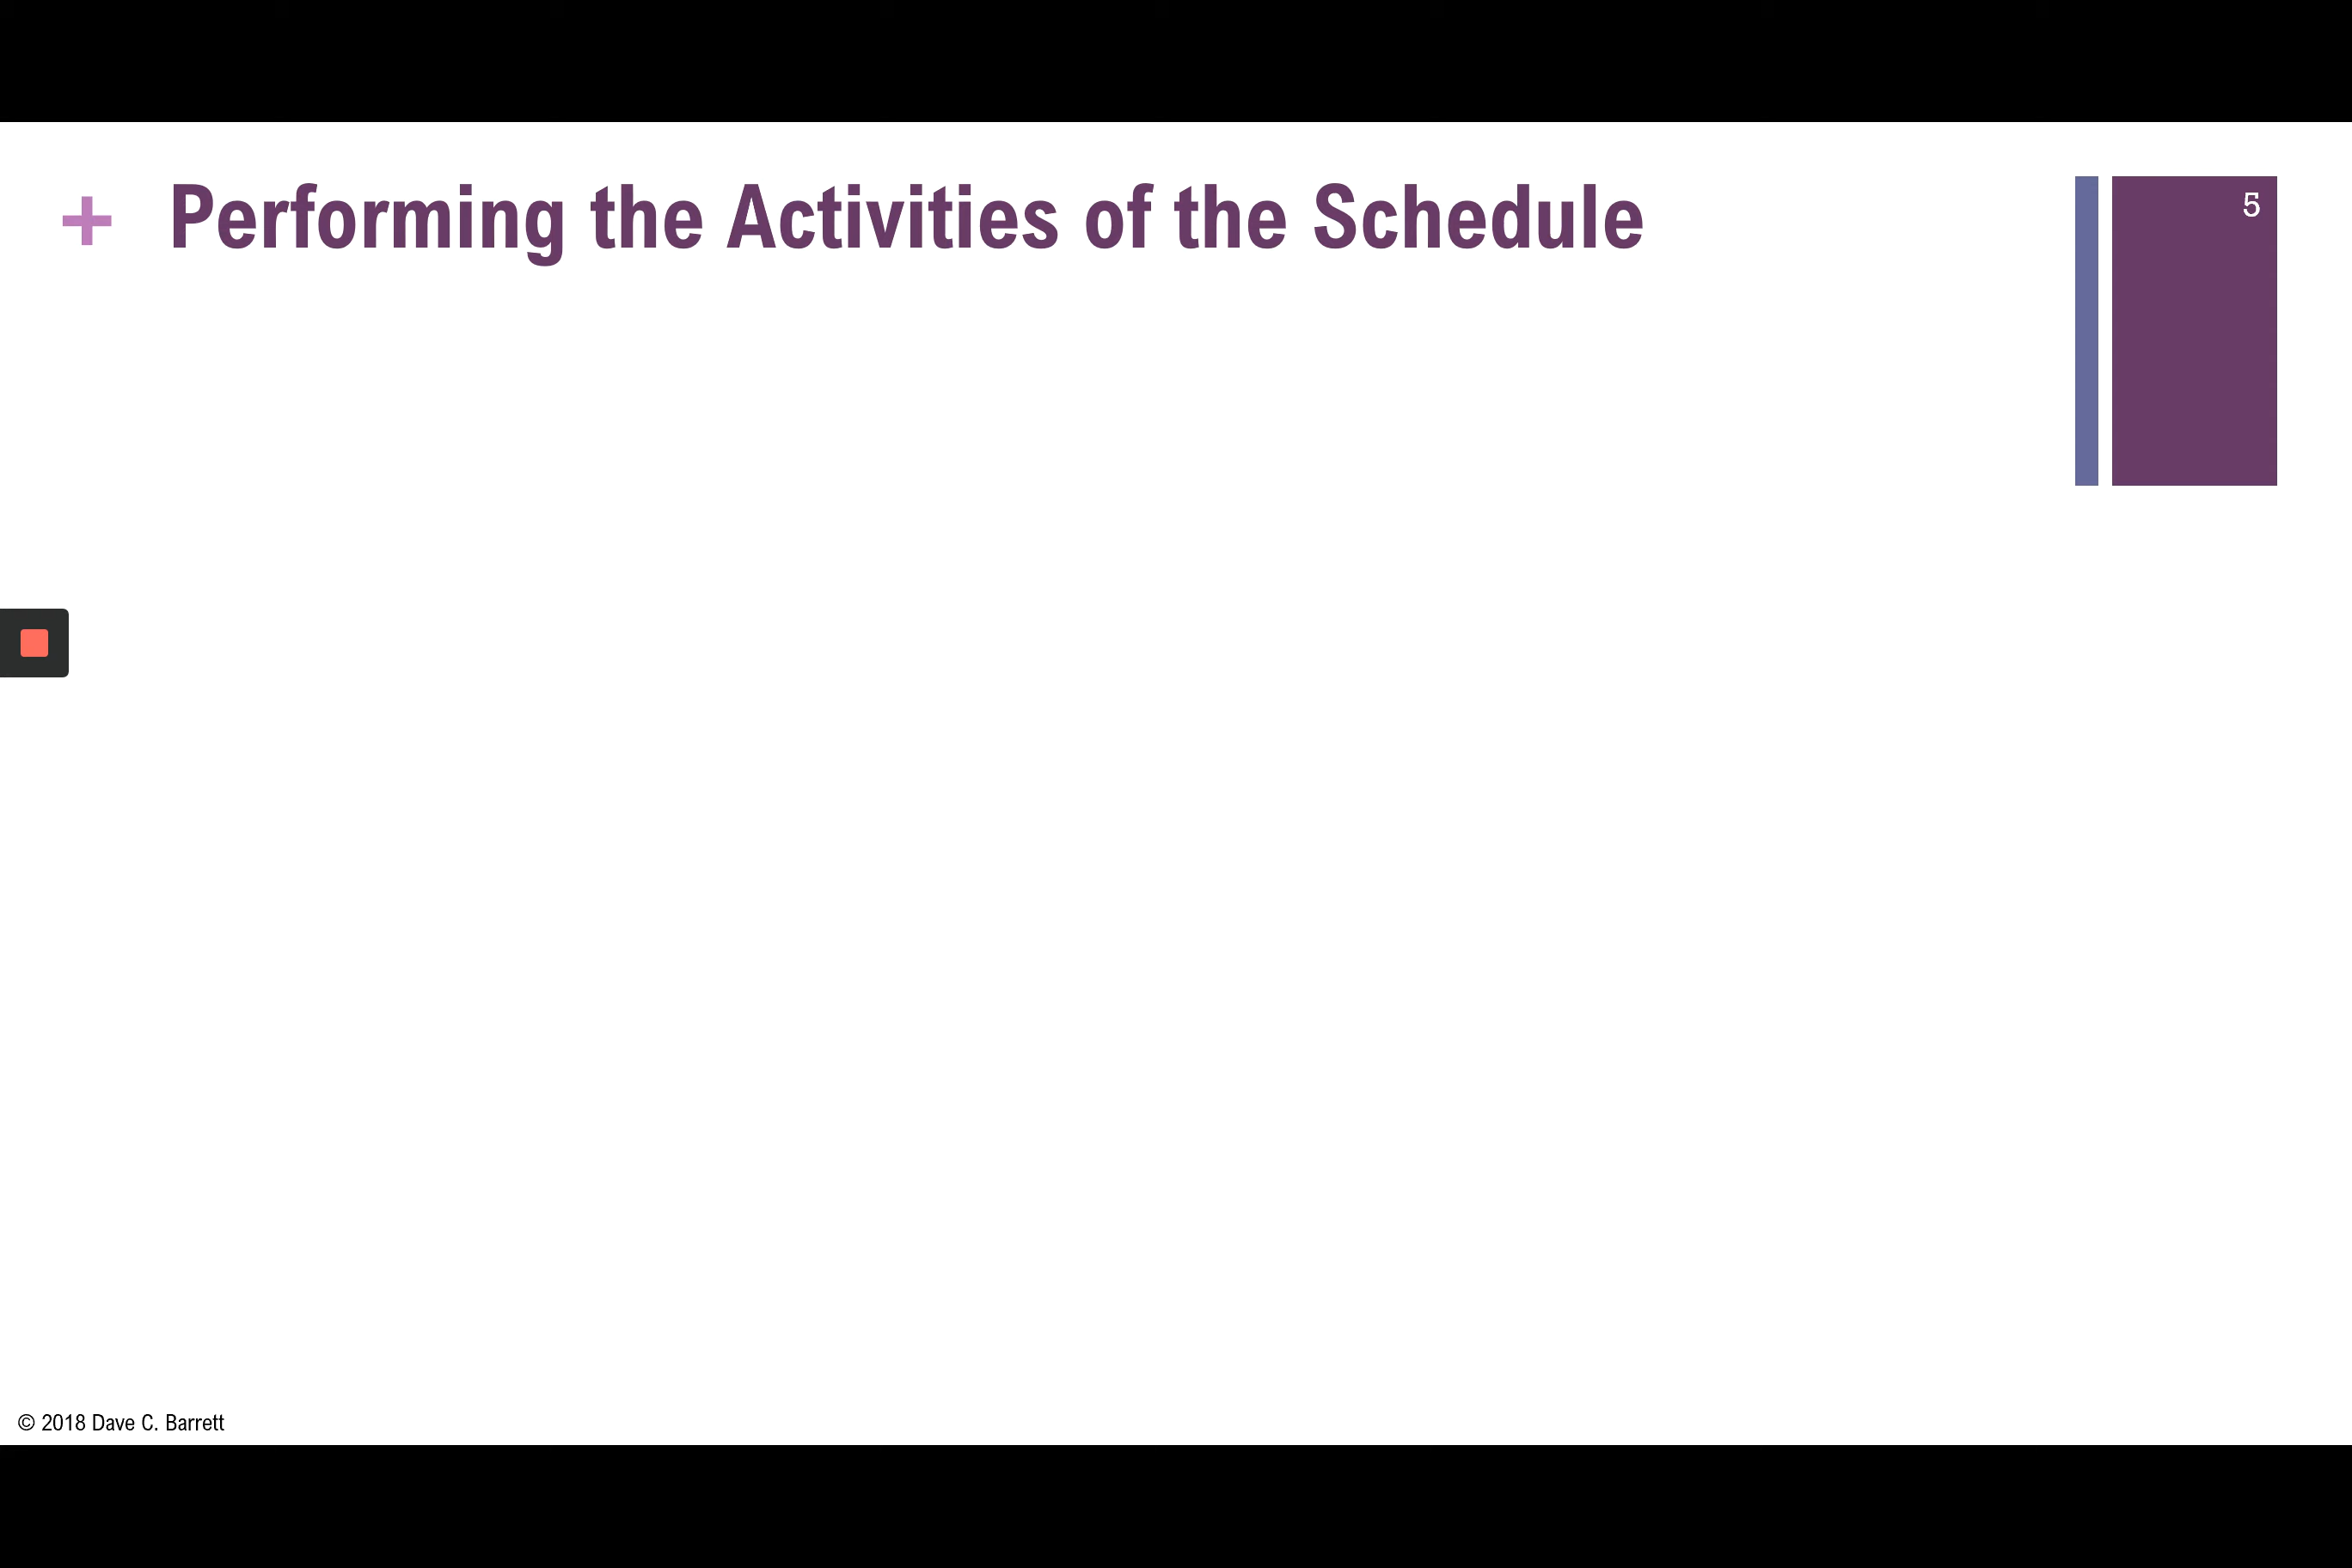 + Performing the Activities of the Schedule
5
© 2018 Dave C. Barrett